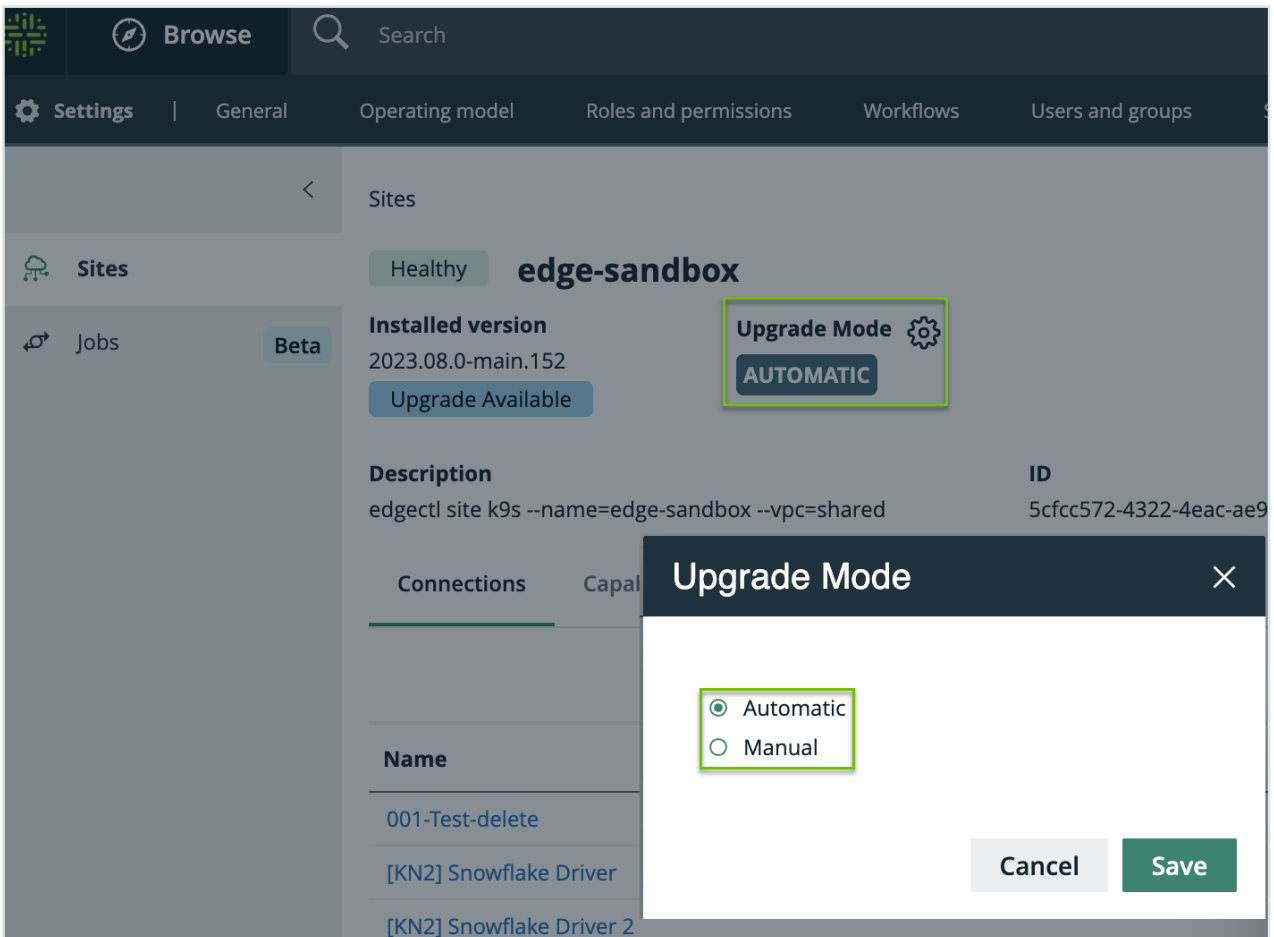 Browse
Search
Settings | General Operating model Roles and permissions Workflows Users and groups
Sites
Sites
Healthy edge-sandbox
Installed version
Upgrade Mode
2023.08.0-main.152
AUTOMATIC
Upgrade Available
Jobs Beta
Description
ID
edgectl site k9s --name=edge-sandbox --vpc=shared
5cfcc572-4322-4eac-ae9
Connections
Capab
Upgrade Mode
Automatic
Manual
Name
001-Test-delete
[KN2] Snowflake Driver
[KN2] Snowflake Driver 2
Cancel
Save